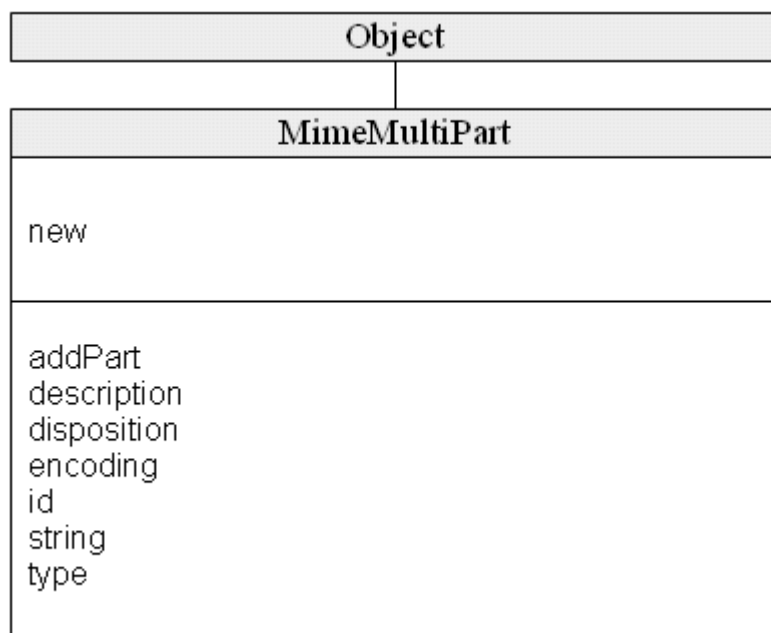 Object
MimeMultiPart
new
addPart
description
disposition
encoding
id
string
type